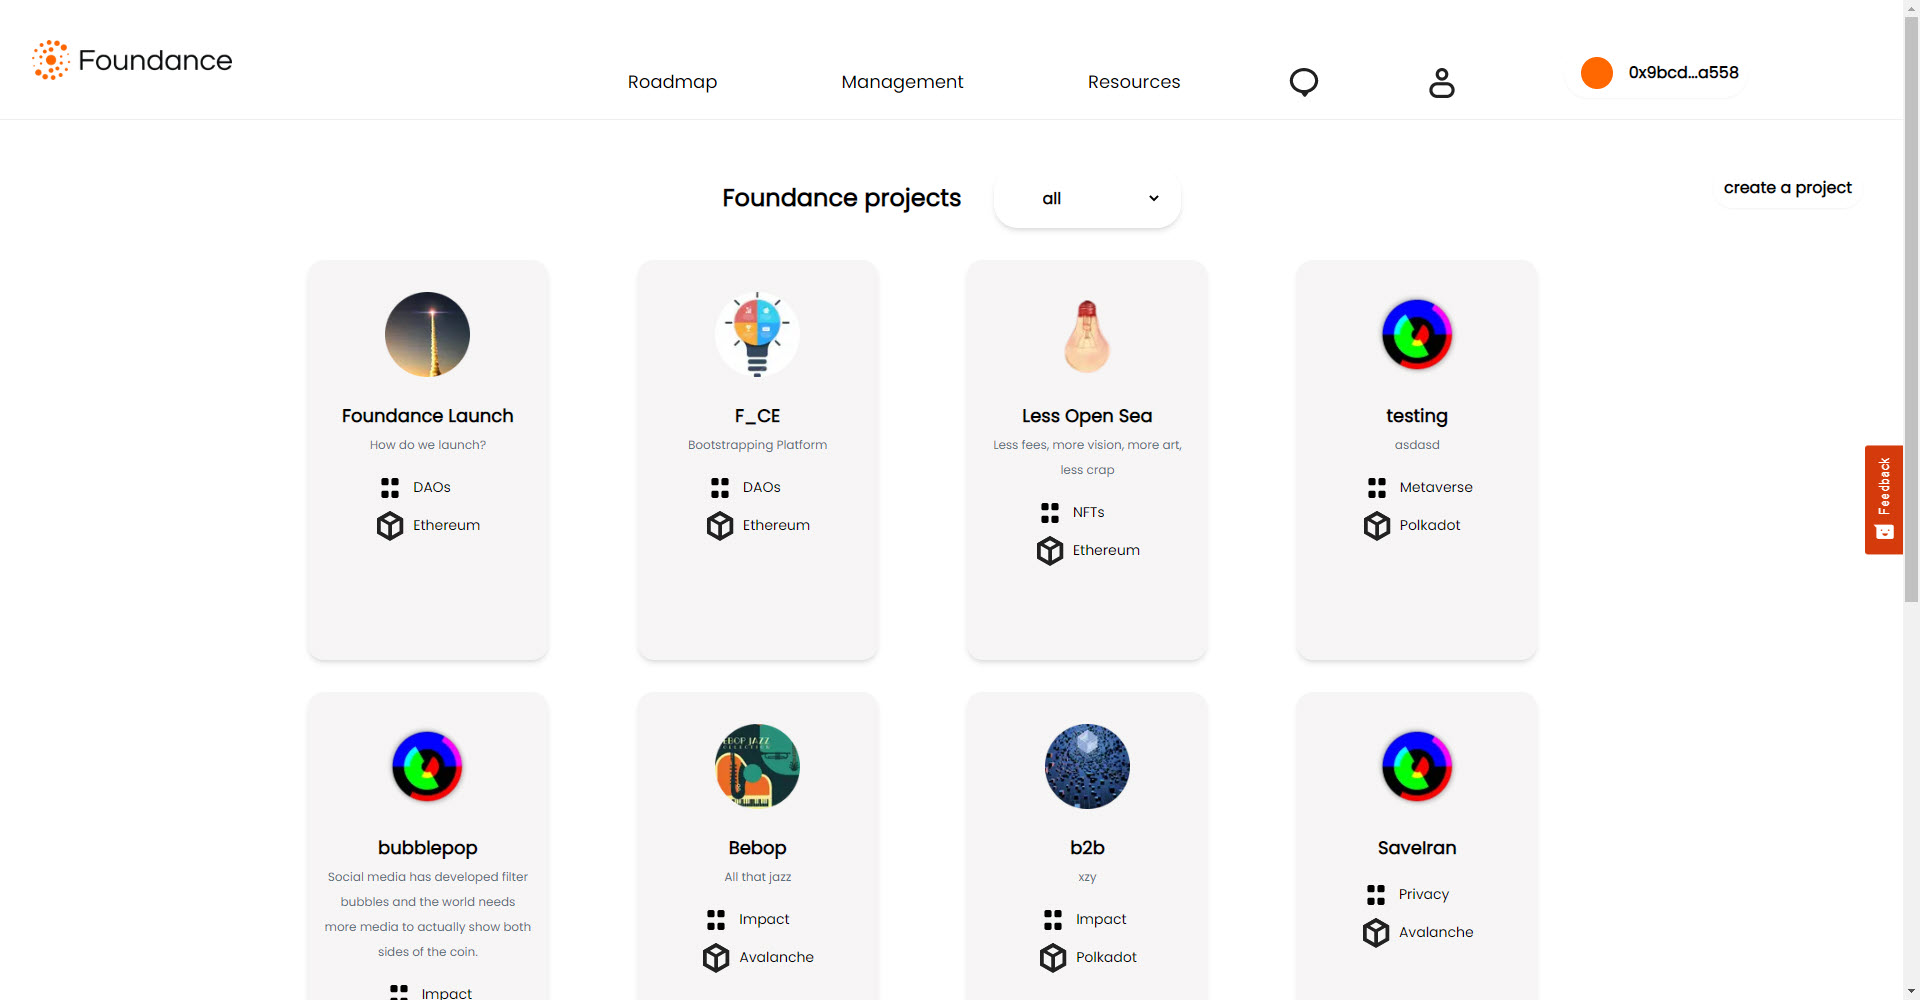 Foundance
Roadmap
Management
Resources
0x9bcd...a558
Foundance projects
all
create a project
Foundance Launch
How do we launch?
DAOs
Ethereum
F_CE
Bootstrapping Platform
DAOs
Ethereum
Less Open Sea
Less fees, more vision, more art,
less crap
NFTs
Ethereum
testing
asdasd
Metaverse
Polkadot
Feedback
bubblepop
Social media has developed filter
bubbles and the world needs
more media to actually show both
sides of the coin.
Impact
BEBOP JAZZ
Bebop
All that jazz
Impact
Avalanche
b2b
xzy
Impact
Polkadot
SaveIran
Privacy
Avalanche